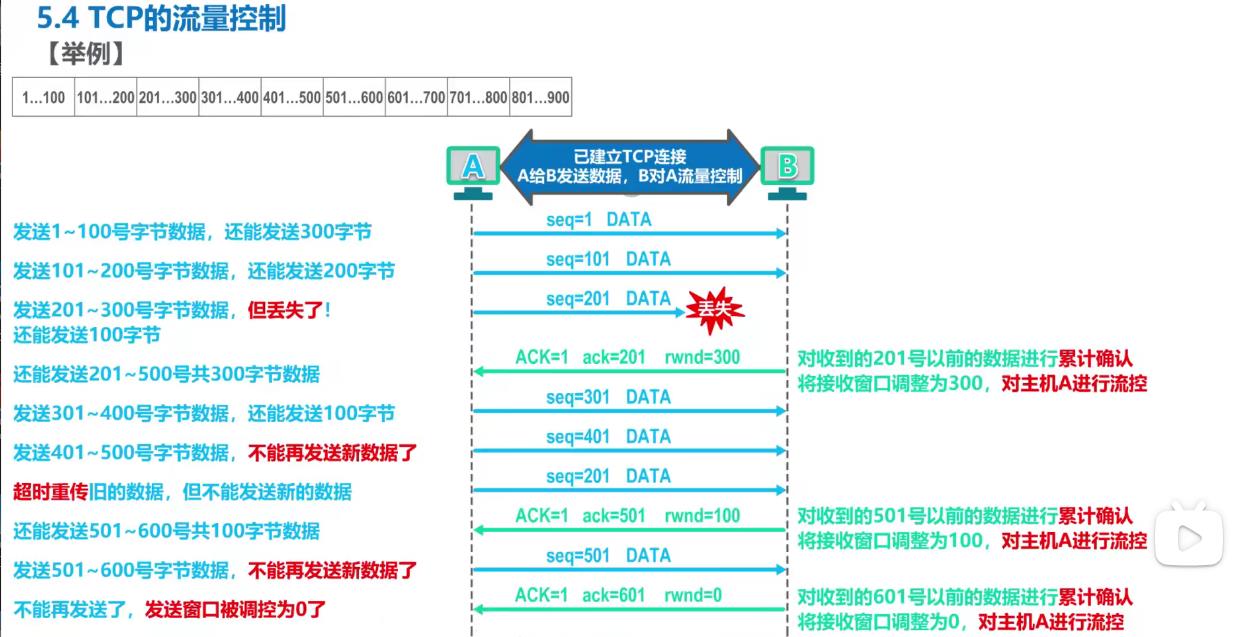 5.4 TCP的流量控制
【举例】
1...100 101...200 201...300 301...400 401...500 501...600 601...700 701...800 801...900
A
已建立TCP连接
A给B发送数据，B对A流量控制
B
发送1~100号字节数据，还能发送300字节
seq=1 DATA
发送101~200号字节数据，还能发送200字节
seq=101 DATA
发送201~300号字节数据，但丢失了！
还能发送100字节
seq=201 DATA
丢失
还能发送201~500号共300字节数据
ACK=1 ack=201 rwnd=300
对收到的201号以前的数据进行累计确认
将接收窗口调整为300，对主机A进行流控
发送301~400号字节数据，还能发送100字节
seq=301 DATA
发送401~500号字节数据，不能再发送新数据了
seq=401 DATA
超时重传旧的数据，但不能发送新的数据
seq=201 DATA
还能发送501~600号共100字节数据
ACK=1 ack=501 rwnd=100
对收到的501号以前的数据进行累计确认
将接收窗口调整为100，对主机A进行流控
发送501~600号字节数据，不能再发送新数据了
seq=501 DATA
不能再发送了，发送窗口被调控为0了
ACK=1 ack=601 rwnd=0
对收到的601号以前的数据进行累计确认
将接收窗口调整为0，对主机A进行流控